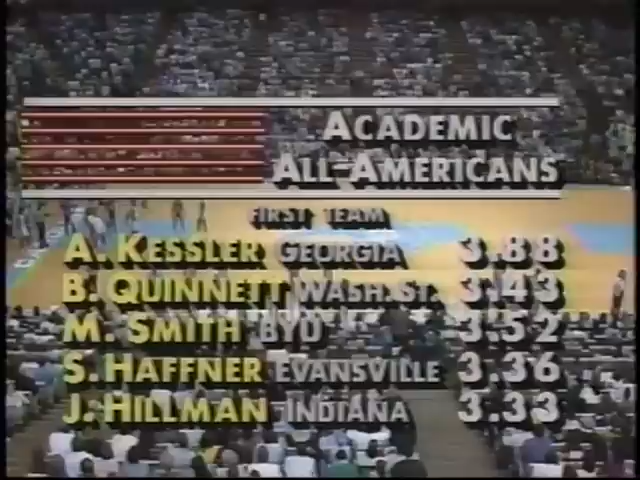 ACADEMIC
ALL-AMERICANS
FIRST TEAM
A. KESSLER GEORGIA 3.88
B. QUINNETT WASH.ST. 3.43
M. SMITH BYU 3.52
S. HAFFNER EVANSVILLE 3.36
J. HILLMAN INDIANA 3.33